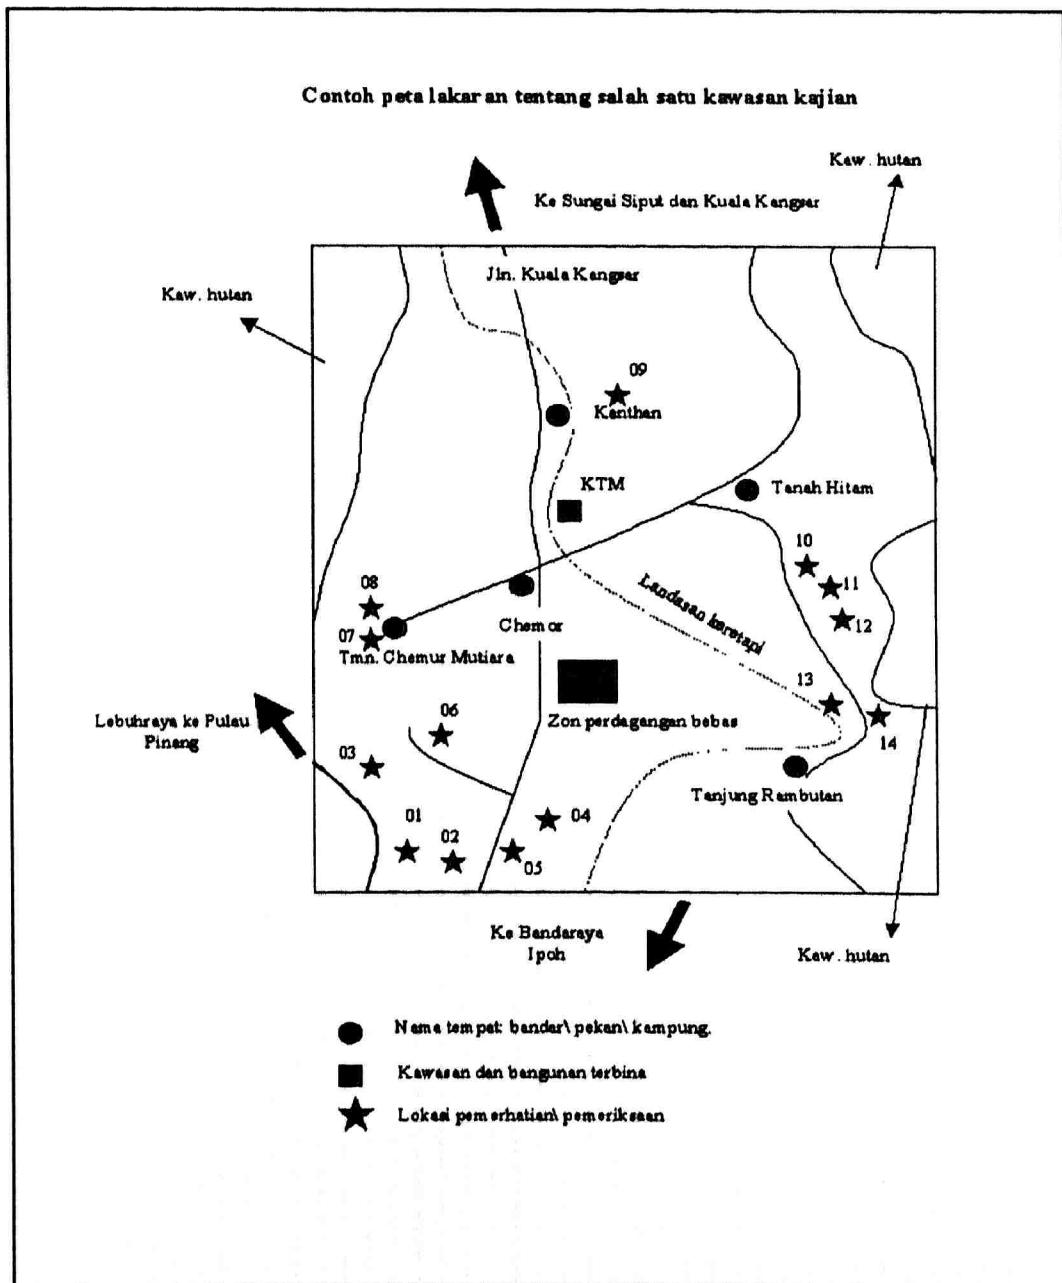 Contoh peta lakaran tentang salah satu kawasan kajian
Kaw. hutan
Ke Sungai Siput dan Kuala Kangsar
Jln. Kuala Kangsar
Kaw. hutan
09
Kanthan
KTM
Tanah Hitam
10
11
12
08
07
Landasan keretapi
Chemor
Tmn. Chemur Mutiara
13
14
Lebuhraya ke Pulau
Pinang
06
Zon perdagangan bebas
03
Tanjung Rambutan
01
02
04
05
Ke Bandaraya
Ipoh
Kaw. hutan
Nama tempat: bandar\ pekan\ kampung.
Kawasan dan bangunan terbina
Lokasi pemerhatian\ pemeriksaan